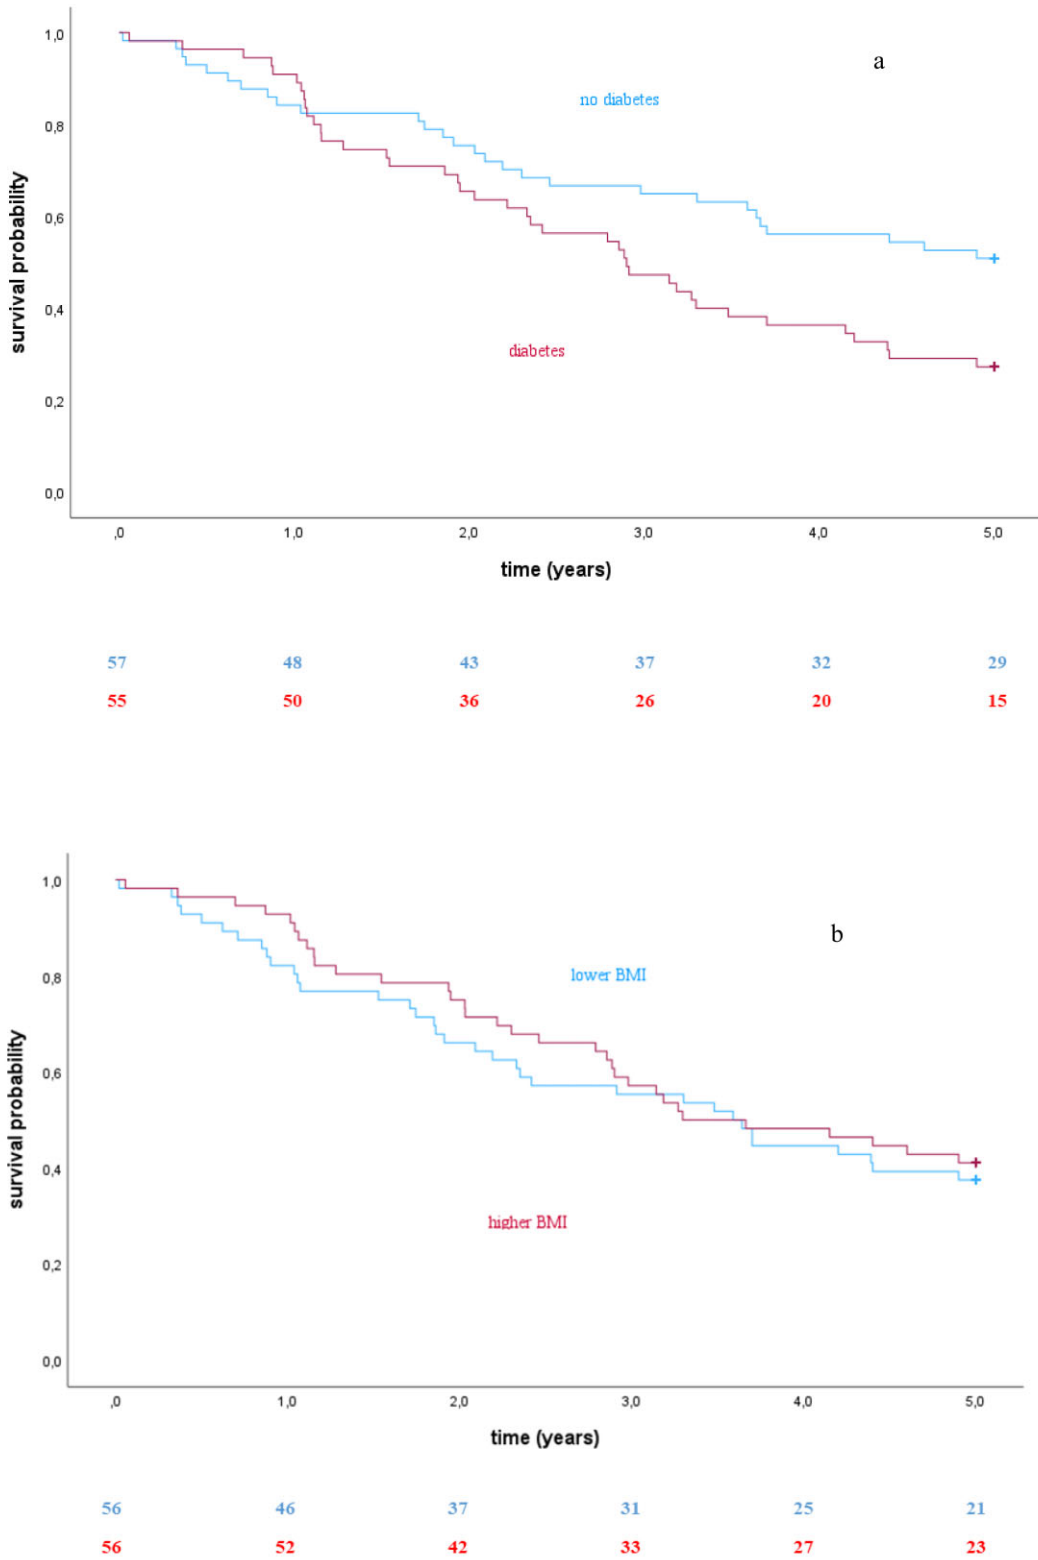 a
1,0
no diabetes
0,8
0,6
survival probability
0,4
diabetes
0,2
0,0
,0 1,0 2,0 3,0 4,0 5,0
time (years)
57 48 43 37 32 29
55 50 36 26 20 15
1,0
b
lower BMI
0,8
0,6
survival probability
0,4
higher BMI
0,2
0,0
,0 1,0 2,0 3,0 4,0 5,0
time (years)
56 46 37 31 25 21
56 52 42 33 27 23